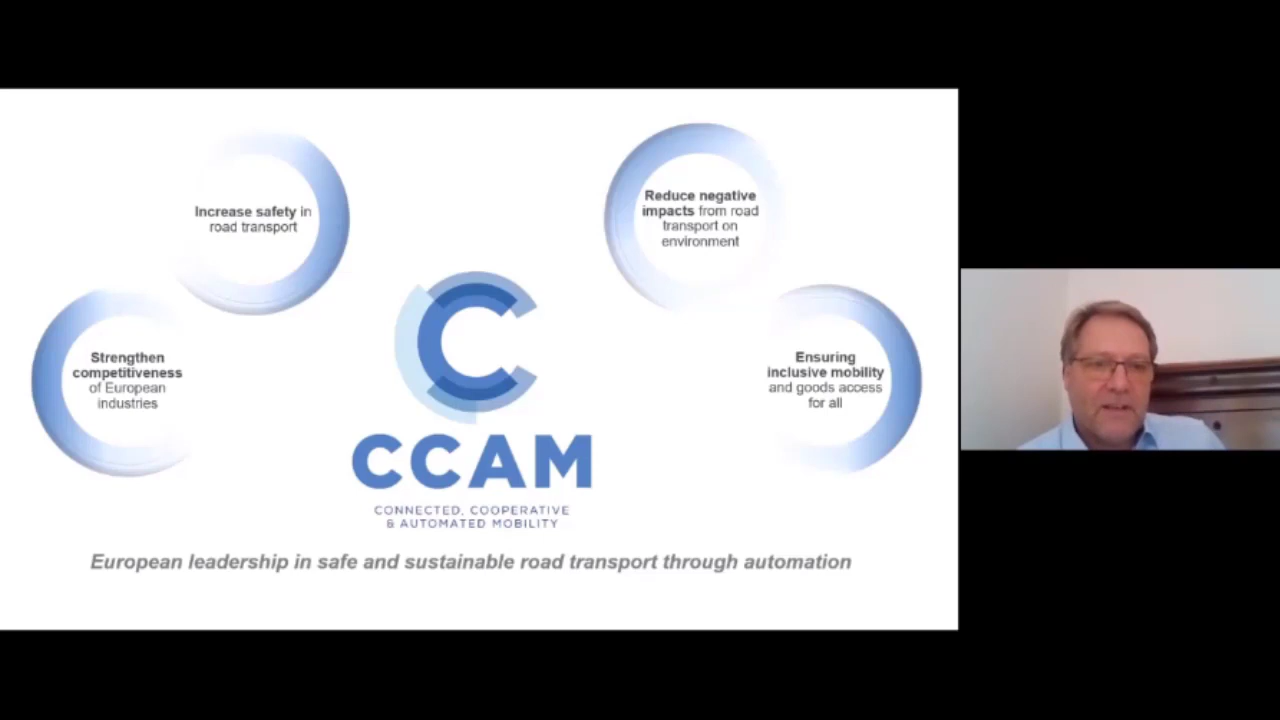 Increase safety in
road transport
Reduce negative
impacts from road
transport on
environment
Strengthen
competitiveness
of European
industries
Ensuring
inclusive mobility
and goods access
for all
CCAM
CONNECTED, COOPERATIVE
& AUTOMATED MOBILITY
European leadership in safe and sustainable road transport through automation